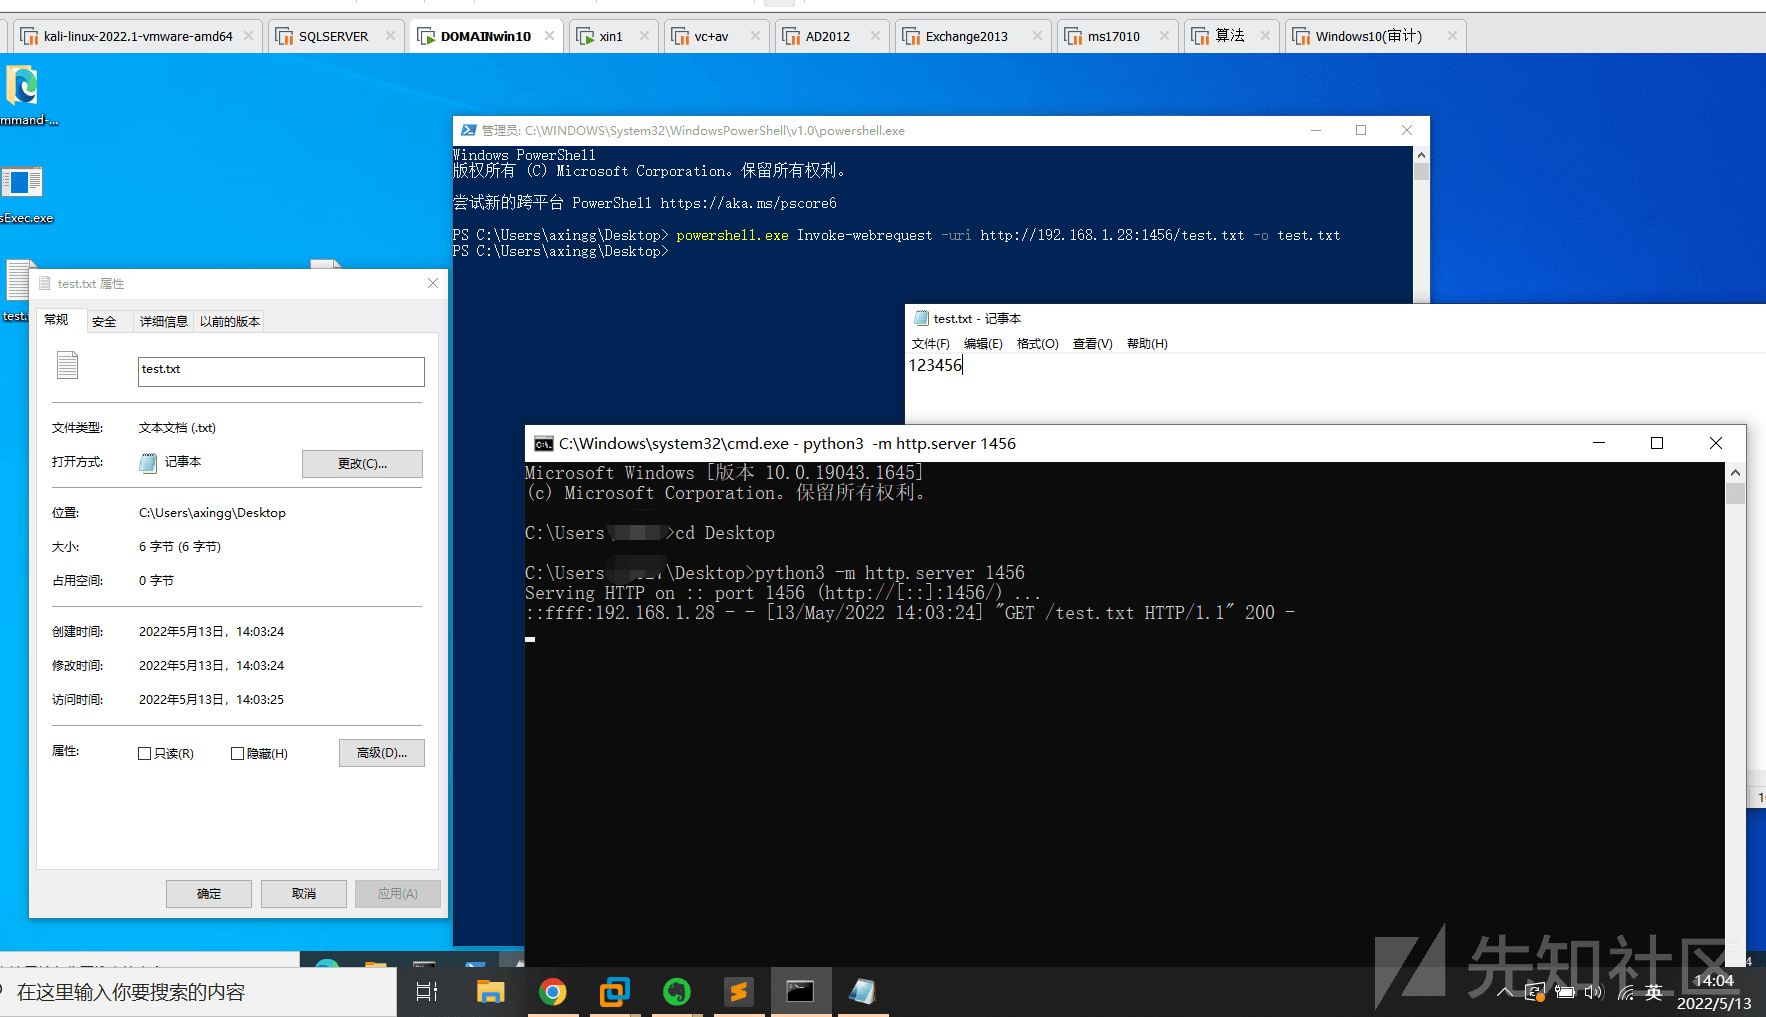 kali-linux-2022.1-vmware-amd64
SQLSERVER
DOMAINwin10
xin1
vc+av
AD2012
Exchange2013
ms17010
算法
Windows10(审计)
mmand-...
sExec.exe
管理员: C:\WINDOWS\System32\WindowsPowerShell\v1.0\powershell.exe
Windows PowerShell
版权所有 (C) Microsoft Corporation。保留所有权利。
尝试新的跨平台 PowerShell https://aka.ms/pscore6
PS C:\Users\axingg\Desktop> powershell.exe Invoke-webrequest -uri http://192.168.1.28:1456/test.txt -o test.txt
PS C:\Users\axingg\Desktop>
test.txt 属性
常规
安全
详细信息
以前的版本
test.txt
文件类型:
文本文档 (.txt)
打开方式:
记事本
更改(C)...
位置:
C:\Users\axingg\Desktop
大小:
6 字节 (6 字节)
占用空间:
0 字节
创建时间:
2022年5月13日，14:03:24
修改时间:
2022年5月13日，14:03:24
访问时间:
2022年5月13日，14:03:25
属性:
只读(R)
隐藏(H)
高级(D)...
确定
取消
应用(A)
test.txt - 记事本
文件(F) 编辑(E) 格式(O) 查看(V) 帮助(H)
123456
C:\Windows\system32\cmd.exe - python3  -m http.server 1456
Microsoft Windows [版本 10.0.19043.1645]
(c) Microsoft Corporation。保留所有权利。
C:\Users\ >cd Desktop
C:\Users \Desktop>python3 -m http.server 1456
Serving HTTP on :: port 1456 (http://[::]:1456/) ...
::ffff:192.168.1.28 - - [13/May/2022 14:03:24] "GET /test.txt HTTP/1.1" 200 -
先知社区
在这里输入你要搜索的内容
英
14:04
2022/5/13